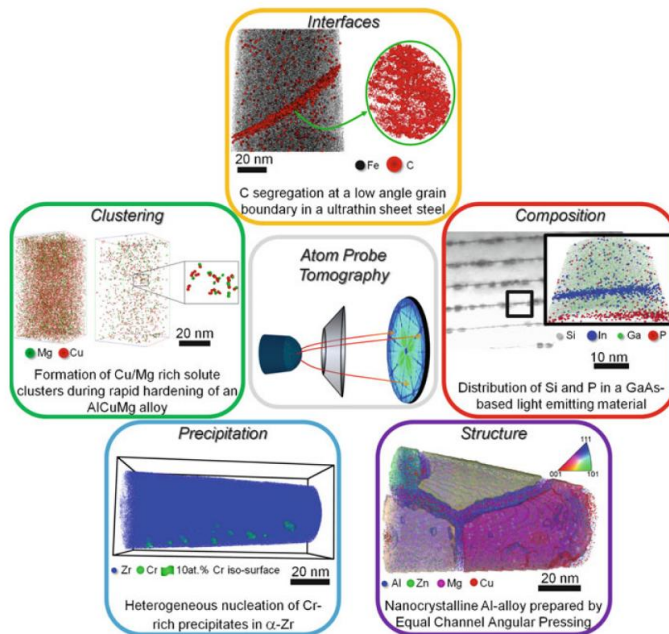 Interfaces
20 nm
Fe C
C segregation at a low angle grain
boundary in a ultrathin sheet steel
Clustering
Mg Cu
20 nm
Formation of Cu/Mg rich solute
clusters during rapid hardening of an
AlCuMg alloy
Atom Probe
Tomography
Composition
Si In Ga P
10 nm
Distribution of Si and P in a GaAs-
based light emitting material
Precipitation
Zr Cr 10at.% Cr iso-surface
20 nm
Heterogeneous nucleation of Cr-
rich precipitates in α-Zr
Structure
111
001 101
Al Zn Mg Cu
20 nm
Nanocrystalline Al-alloy prepared by
Equal Channel Angular Pressing